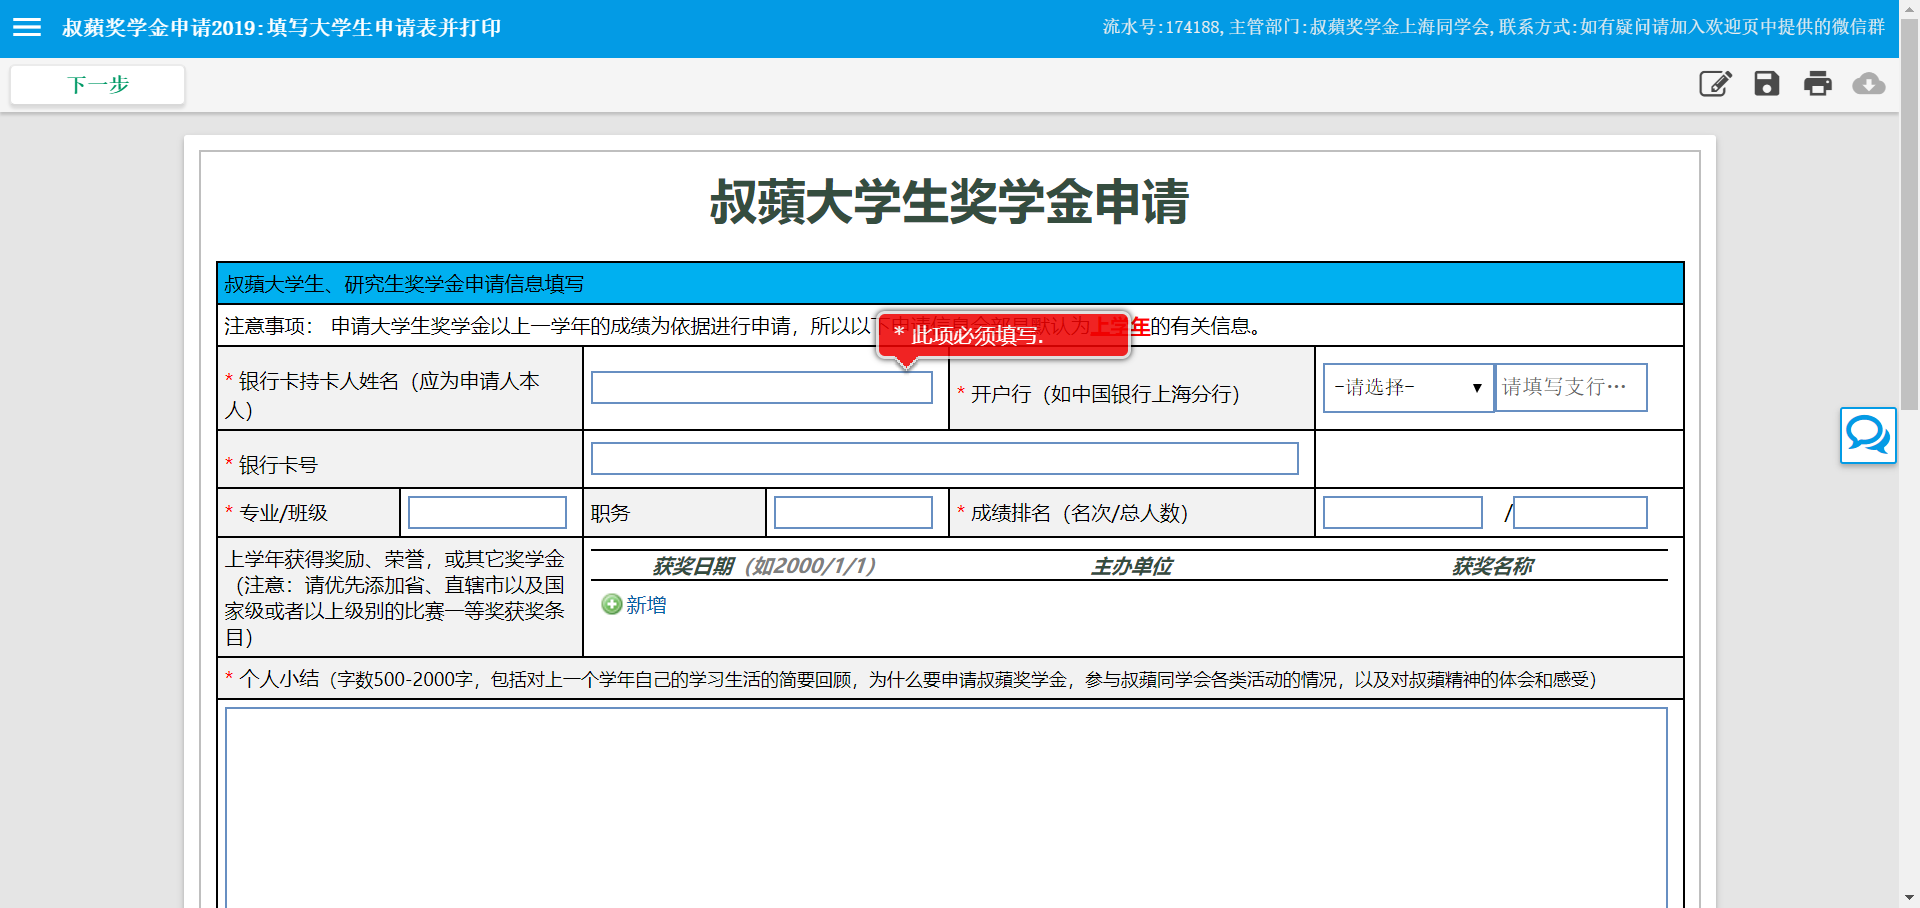 叔蘋奖学金申请2019:填写大学生申请表并打印
流水号:174188,主管部门:叔蘋奖学金上海同学会,联系方式:如有疑问请加入欢迎页中提供的微信群
下一步
叔蘋大学生奖学金申请
叔蘋大学生、研究生奖学金申请信息填写
注意事项： 申请大学生奖学金以上一学年的成绩为依据进行申请，所以以下申请信息全部是默认为上学年的有关信息。
* 此项必须填写.
* 银行卡持卡人姓名（应为申请人本
人）
* 开户行（如中国银行上海分行）
-请选择-
请填写支行…
* 银行卡号
* 专业/班级
职务
* 成绩排名（名次/总人数）
/
上学年获得奖励、荣誉，或其它奖学金
（注意：请优先添加省、直辖市以及国
家级或者以上级别的比赛一等奖获奖条
目）
获奖日期（如2000/1/1）
主办单位
获奖名称
新增
* 个人小结（字数500-2000字，包括对上一个学年自己的学习生活的简要回顾，为什么要申请叔蘋奖学金，参与叔蘋同学会各类活动的情况，以及对叔蘋精神的体会和感受）